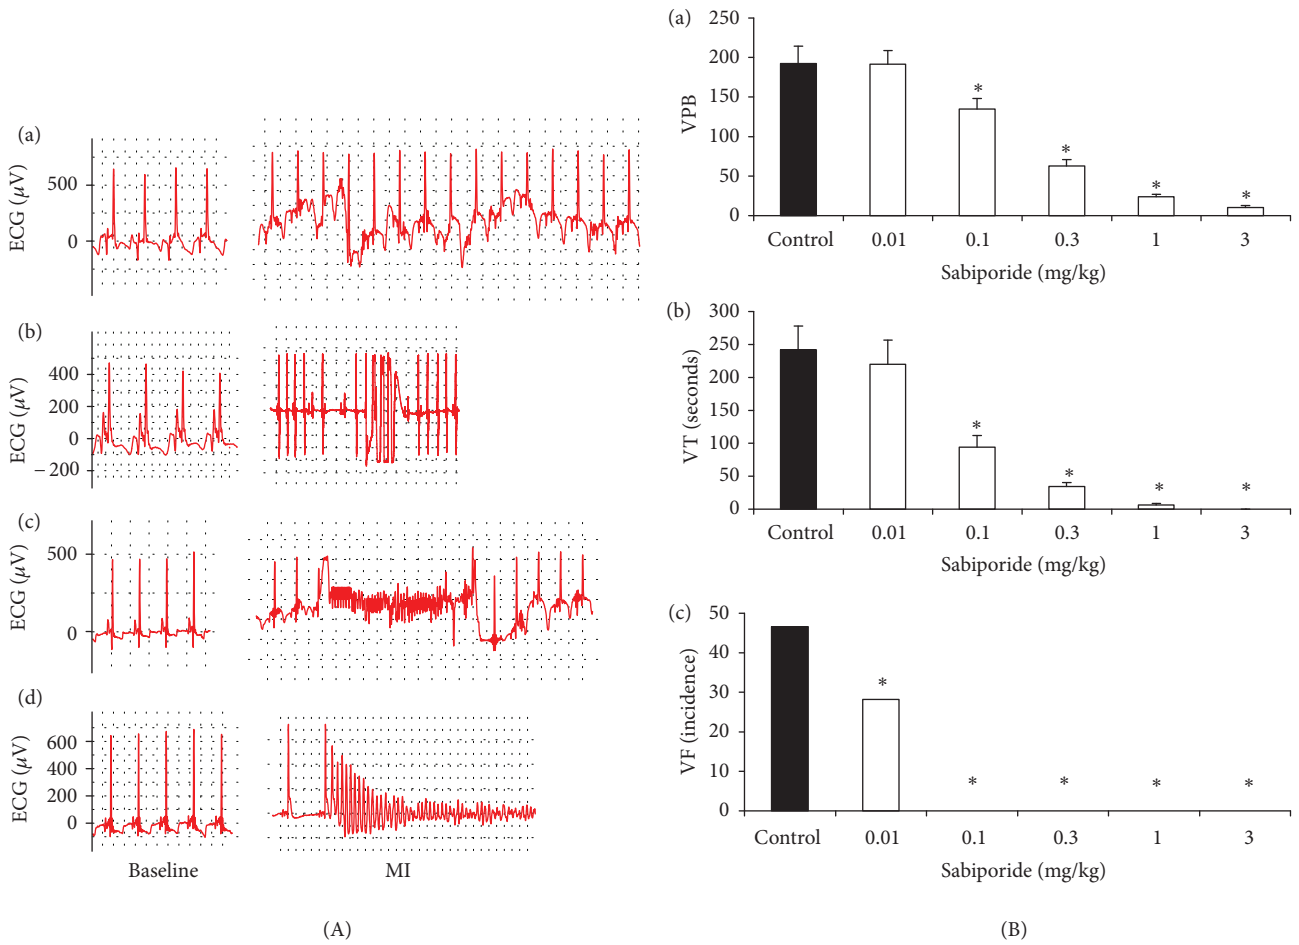 (a)
ECG (μV)
500
0
(b)
ECG (μV)
400
200
0
−200
(c)
ECG (μV)
500
0
(d)
ECG (μV)
600
400
200
0
Baseline MI
(A)
(a)
VPB
250
200
150
100
50
0
Control 0.01 0.1 0.3 1 3
* * * *
Sabiporide (mg/kg)
(b)
VT (seconds)
300
250
200
150
100
50
0
Control 0.01 0.1 0.3 1 3
* * * *
Sabiporide (mg/kg)
(c)
VF (incidence)
50
40
30
20
10
0
Control 0.01 0.1 0.3 1 3
* * * * *
Sabiporide (mg/kg)
(B)